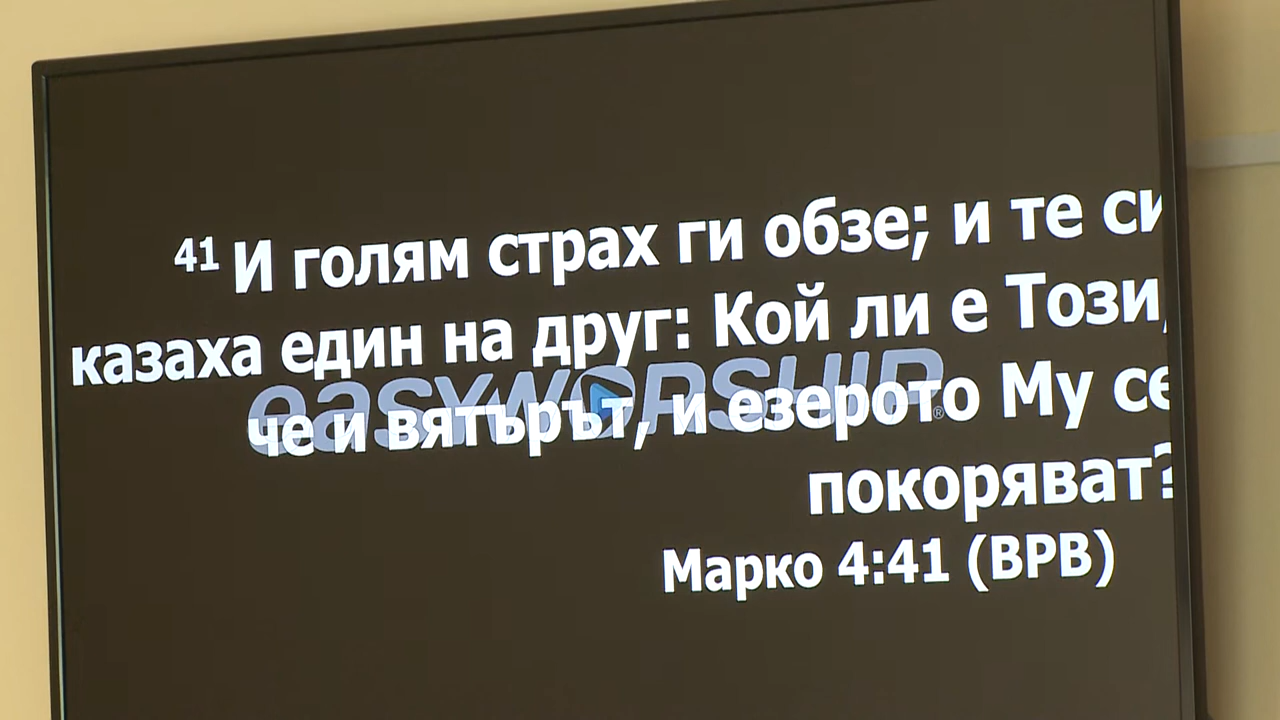 41 И голям страх ги обзе; и те си
казаха един на друг: Кой ли е Този,
easyworship®
че и вятърът, и езерото Му се
покоряват?
Марко 4:41 (ВРВ)